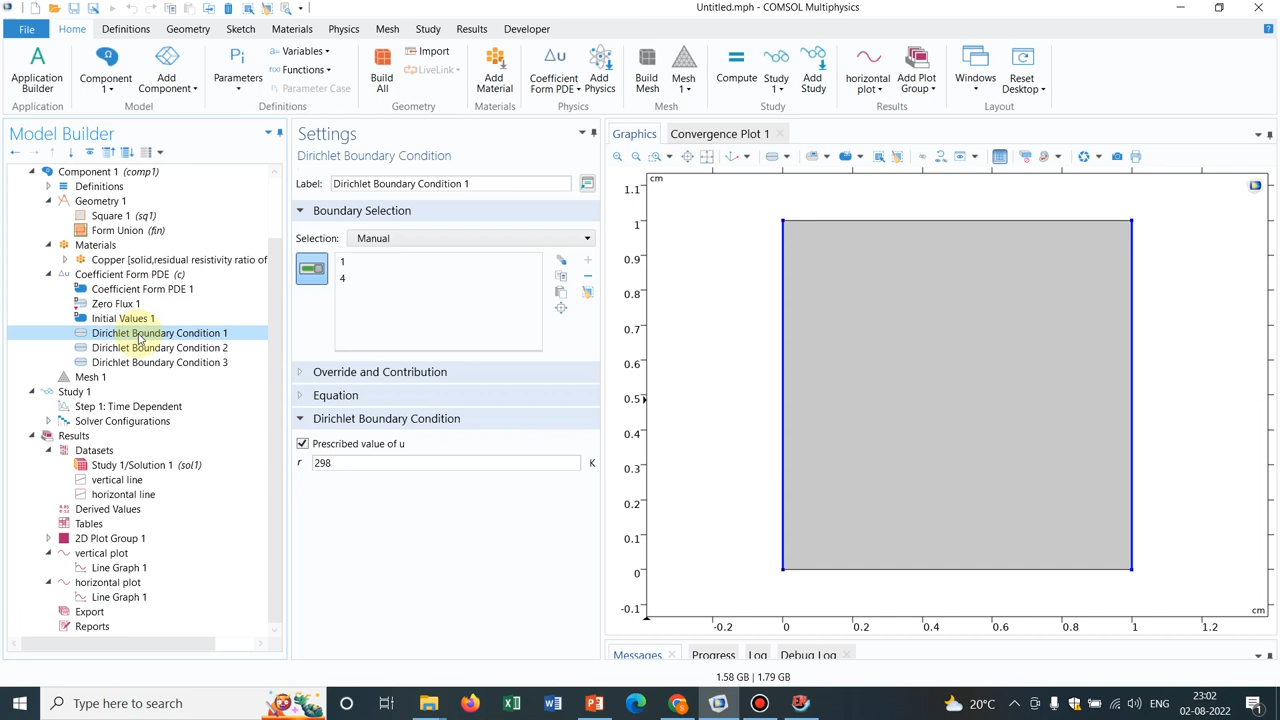 Untitled.mph - COMSOL Multiphysics
File Home Definitions Geometry Sketch Materials Physics Mesh Study Results Developer
Application Builder
Application
Component 1
Add Component
Model
Pi
Parameters
a= Variables
f(x) Functions
Pi Parameter Case
Definitions
Build All
Import
LiveLink
Geometry
Add Material
Materials
Δu
Coefficient Form PDE
Add Physics
Physics
Build Mesh
Mesh 1
Mesh
Compute
Study 1
Add Study
Study
horizontal plot
Add Plot Group
Results
Windows
Reset Desktop
Layout
Model Builder
Component 1 (comp1)
Definitions
Geometry 1
Square 1 (sq1)
Form Union (fin)
Materials
Copper [solid,residual resistivity ratio of
Δu Coefficient Form PDE (c)
Coefficient Form PDE 1
Zero Flux 1
Initial Values 1
Dirichlet Boundary Condition 1
Dirichlet Boundary Condition 2
Dirichlet Boundary Condition 3
Mesh 1
Study 1
Step 1: Time Dependent
Solver Configurations
Results
Datasets
Study 1/Solution 1 (sol1)
vertical line
horizontal line
Derived Values
Tables
2D Plot Group 1
vertical plot
Line Graph 1
horizontal plot
Line Graph 1
Export
Reports
Settings
Dirichlet Boundary Condition
Label: Dirichlet Boundary Condition 1
Boundary Selection
Selection: Manual
1
4
Override and Contribution
Equation
Dirichlet Boundary Condition
Prescribed value of u
r 298 K
Graphics Convergence Plot 1
cm
1.1
1
0.9
0.8
0.7
0.6
0.5
0.4
0.3
0.2
0.1
0
-0.1
cm
-0.2 0 0.2 0.4 0.6 0.8 1 1.2
Messages Progress Log Debug Log
1.58 GB | 1.79 GB
Type here to search
20°C
ENG
23:02
02-08-2022
1